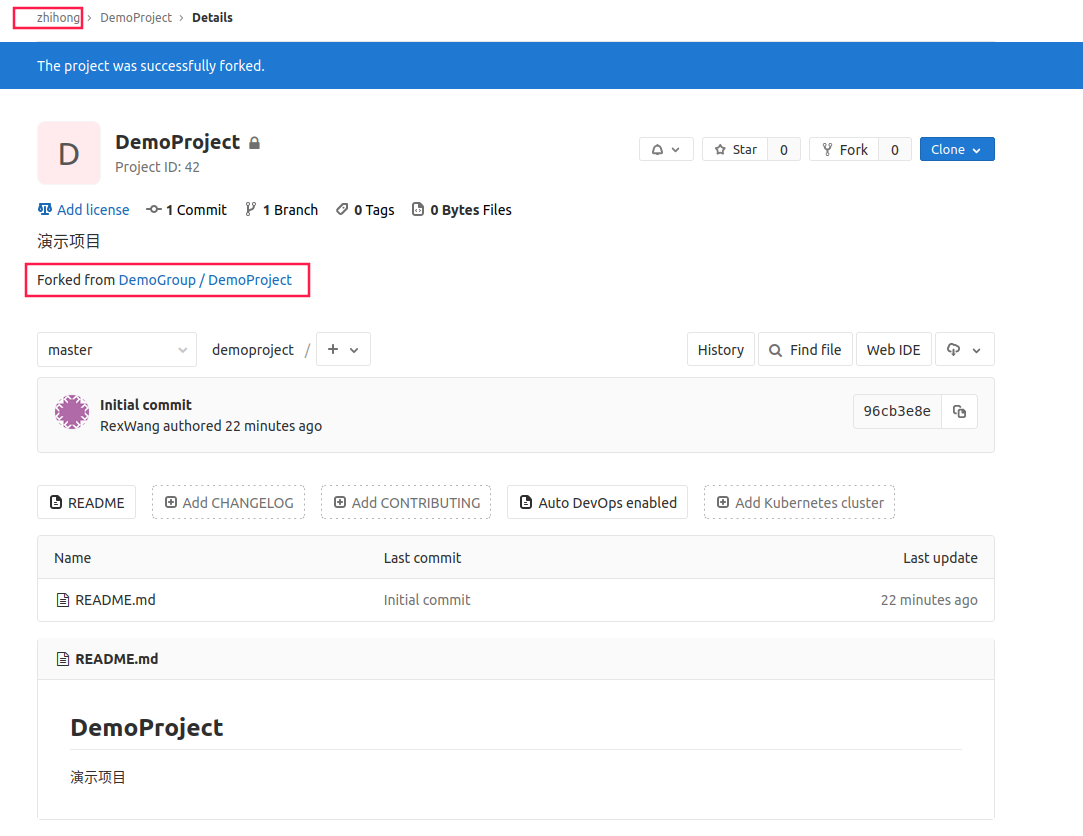 zhihong › DemoProject › Details
The project was successfully forked.
D
DemoProject
Project ID: 42
Star 0 Fork 0 Clone
Add license 1 Commit 1 Branch 0 Tags 0 Bytes Files
演示项目
Forked from DemoGroup / DemoProject
master demoproject / + History Find file Web IDE
Initial commit
RexWang authored 22 minutes ago
96cb3e8e
README Add CHANGELOG Add CONTRIBUTING Auto DevOps enabled Add Kubernetes cluster
Name Last commit Last update
README.md Initial commit 22 minutes ago
README.md
DemoProject
演示项目